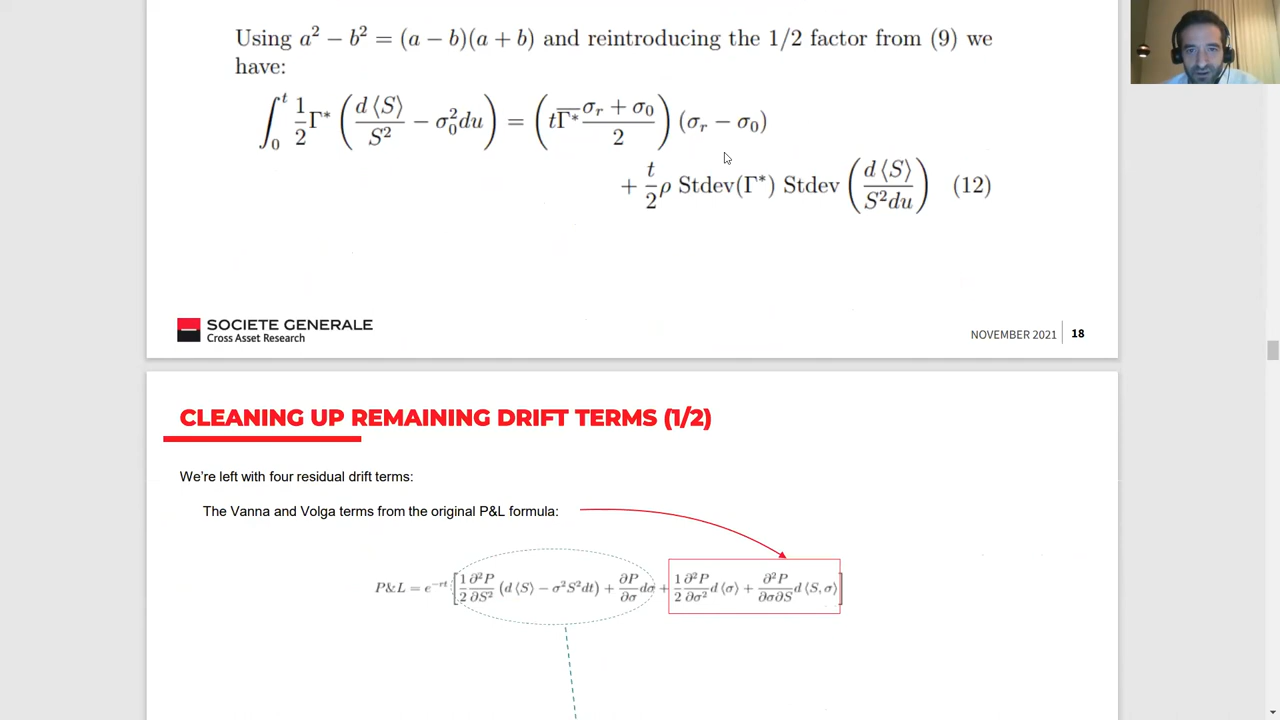 Using a² − b² = (a − b)(a + b) and reintroducing the 1/2 factor from (9) we
have:
∫₀ᵗ 1/2 Γ* (d⟨S⟩/S² − σ₀²du) = (t Γ̅*̅ (σᵣ + σ₀)/2) (σᵣ − σ₀)
+ t/2 ρ Stdev(Γ*) Stdev (d⟨S⟩/S²du) (12)
SOCIETE GENERALE
Cross Asset Research
NOVEMBER 2021 18
CLEANING UP REMAINING DRIFT TERMS (1/2)
We're left with four residual drift terms:
The Vanna and Volga terms from the original P&L formula:
P&L = e⁻ʳᵗ [1/2 ∂²P/∂S² (d⟨S⟩ − σ²S²dt) + ∂P/∂σ dσ + 1/2 ∂²P/∂σ² d⟨σ⟩ + ∂²P/∂σ∂S d⟨S, σ⟩]